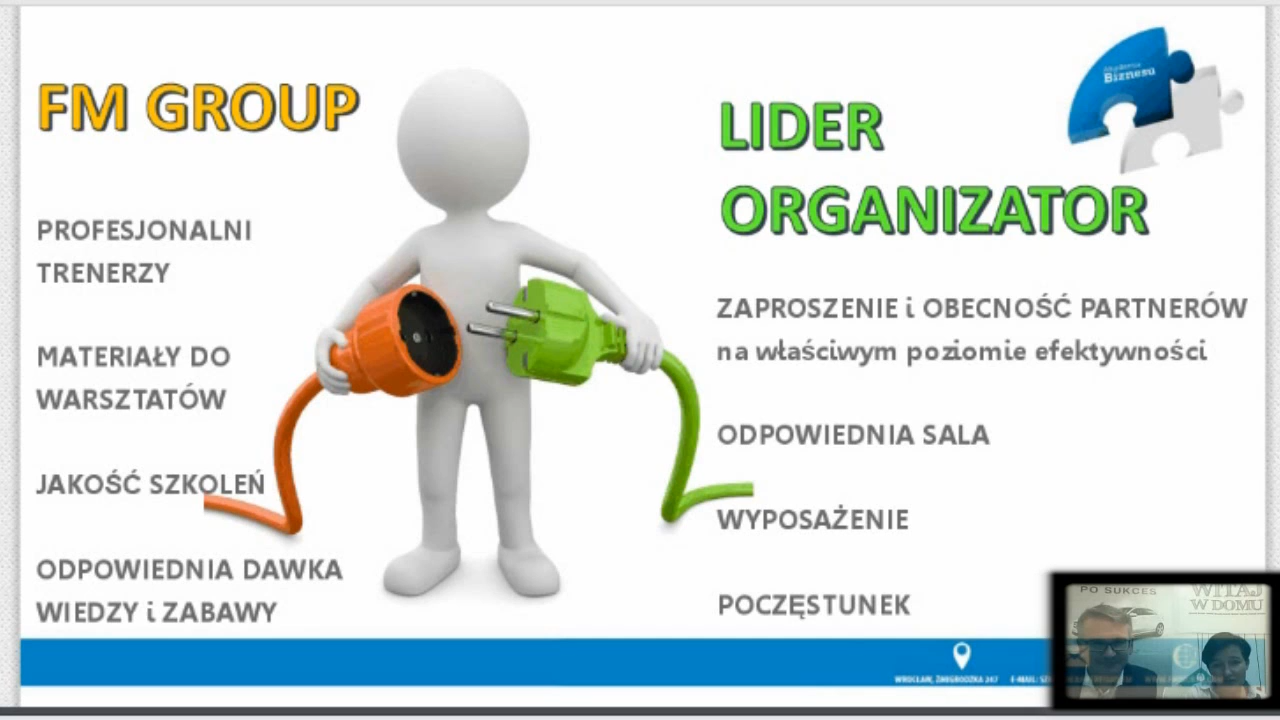 FM GROUP
PROFESJONALNI
TRENERZY
MATERIAŁY DO
WARSZTATÓW
JAKOŚĆ SZKOLEŃ
ODPOWIEDNIA DAWKA
WIEDZY i ZABAWY
Akademia
Biznesu
LIDER
ORGANIZATOR
ZAPROSZENIE i OBECNOŚĆ PARTNERÓW
na właściwym poziomie efektywności
ODPOWIEDNIA SALA
WYPOSAŻENIE
POCZĘSTUNEK
WROCŁAW, ŻMIGRODZKA 247 E-MAIL:
PO SUKCES
WITAJ
W DOMU